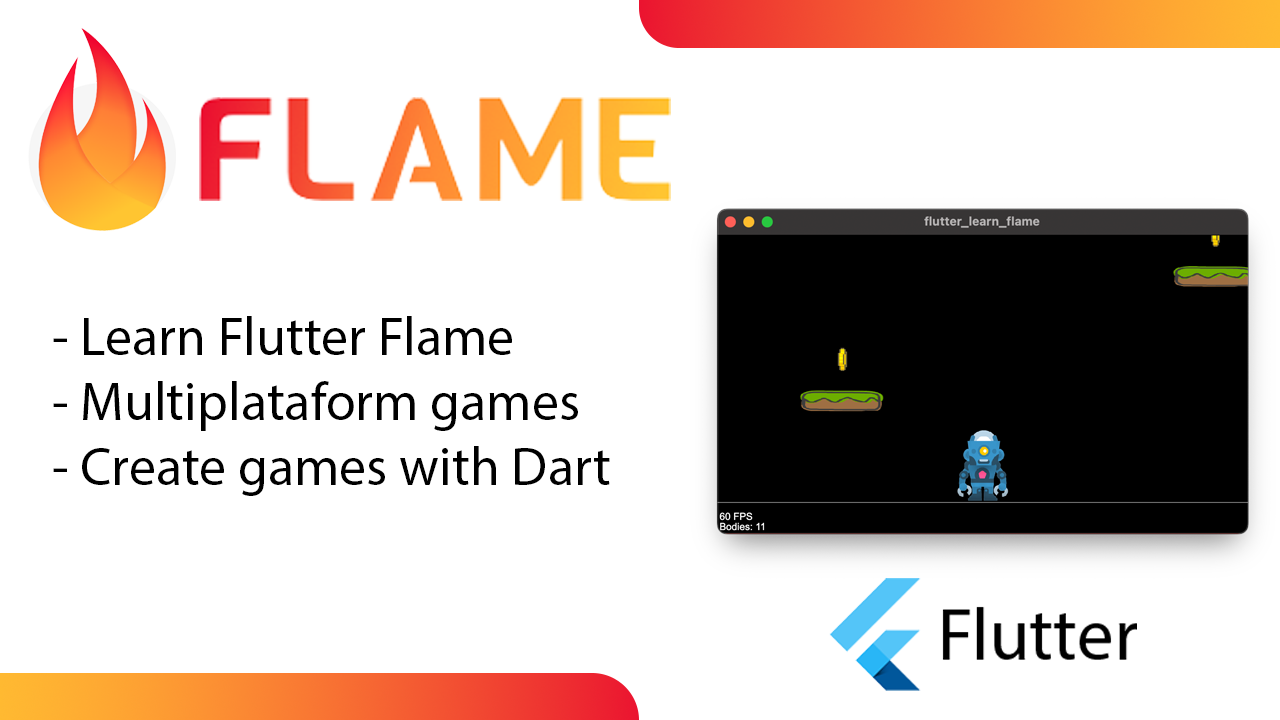 FLAME
- Learn Flutter Flame
- Multiplataform games
- Create games with Dart
flutter_learn_flame
60 FPS
Bodies: 11
Flutter